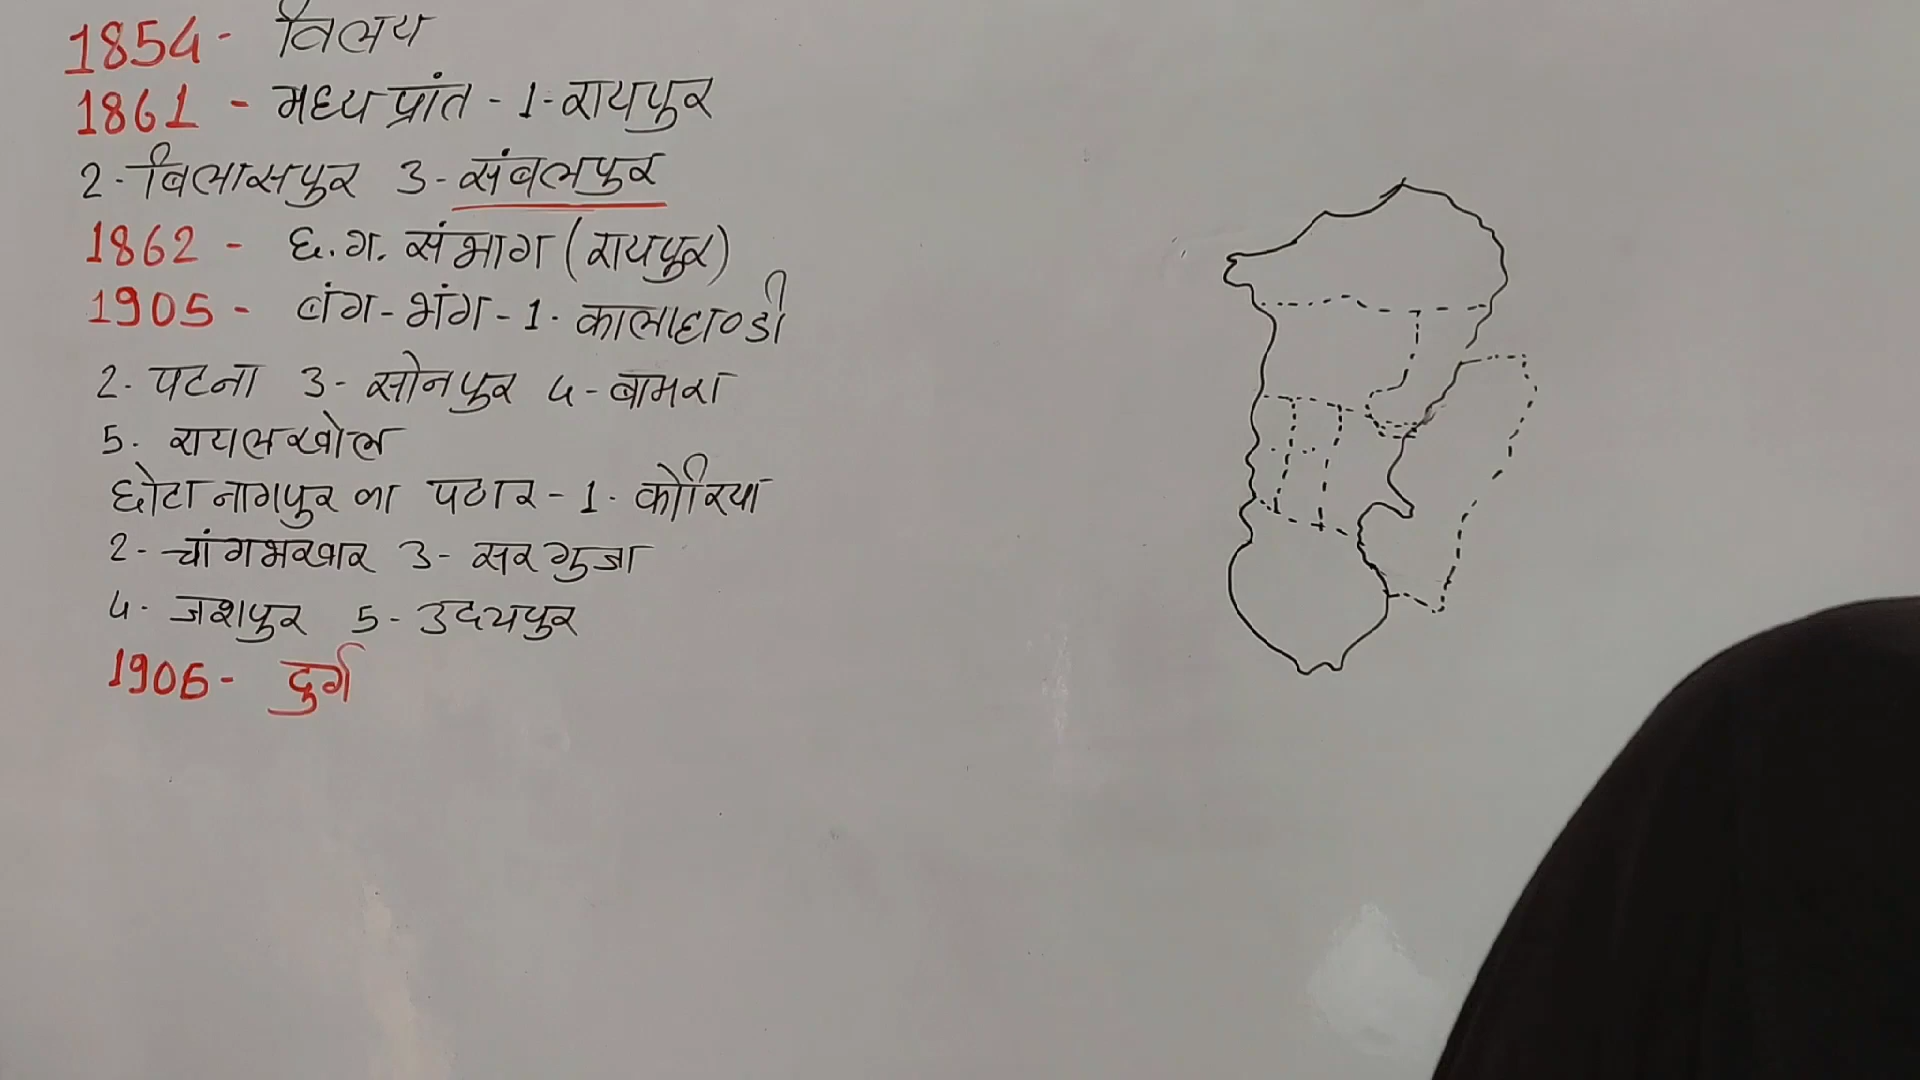 1854- विलय
1861 - मध्य प्रांत - 1- रायपुर
2- बिलासपुर 3- संबलपुर
1862 - छ.ग. संभाग (रायपुर)
1905 - बंग-भंग - 1. कालाहाण्डी
2. पटना 3- सोनपुर 4- बामरा
5. रायलखोल
छोटा नागपुर का पठार - 1. कोरिया
2- चांगभखार 3- सरगुजा
4- जशपुर 5- उदयपुर
1906- दुर्ग